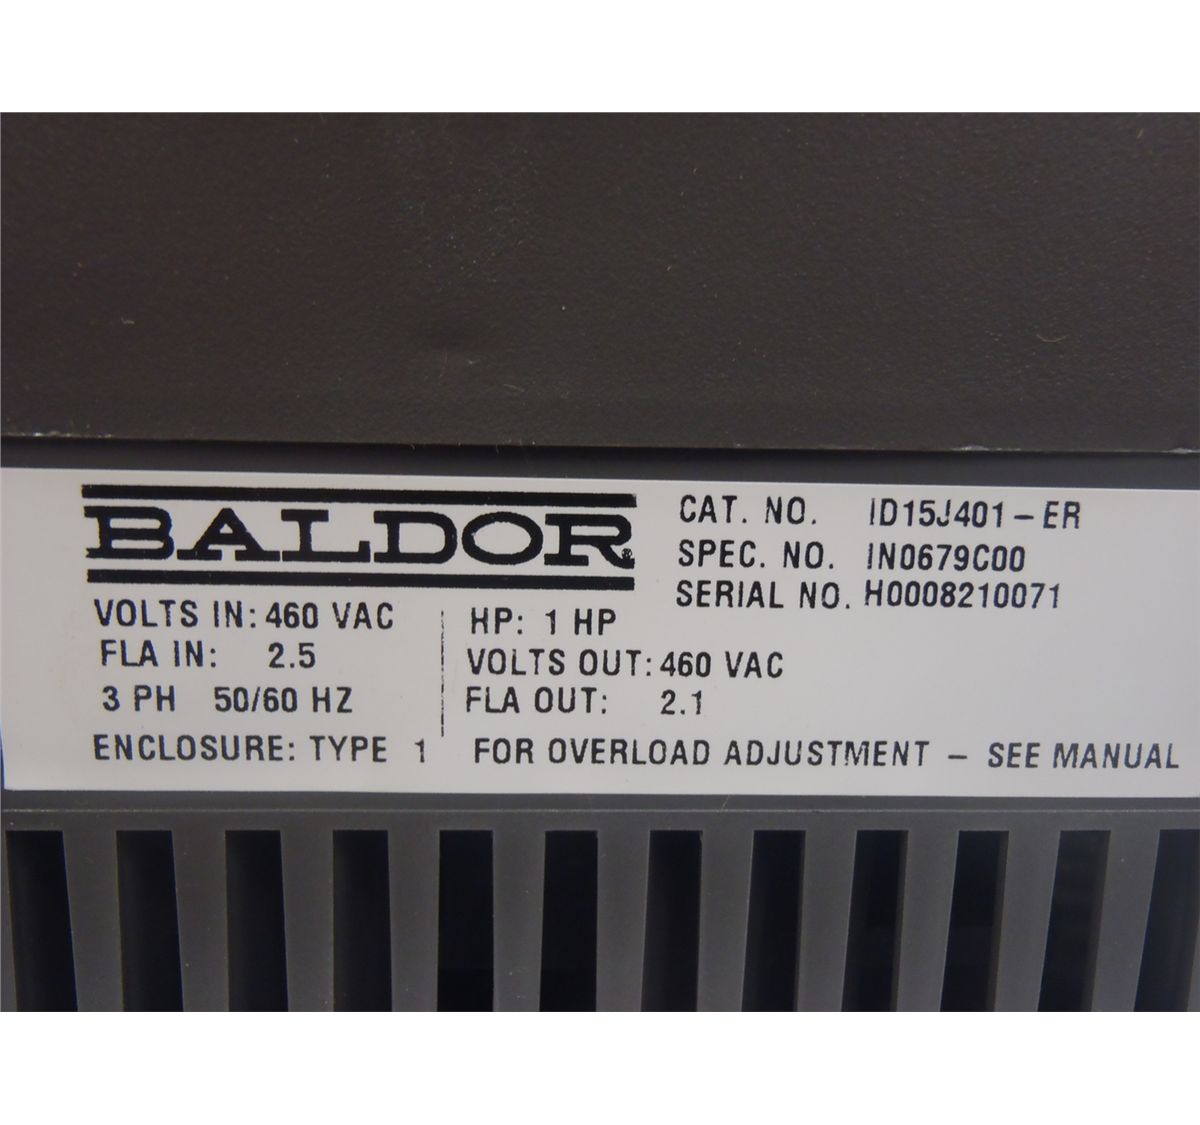 BALDOR®
CAT. NO. ID15J401-ER
SPEC. NO. IN0679C00
SERIAL NO. H0008210071
VOLTS IN: 460 VAC
FLA IN: 2.5
3 PH 50/60 HZ
HP: 1 HP
VOLTS OUT: 460 VAC
FLA OUT: 2.1
ENCLOSURE: TYPE 1 FOR OVERLOAD ADJUSTMENT – SEE MANUAL